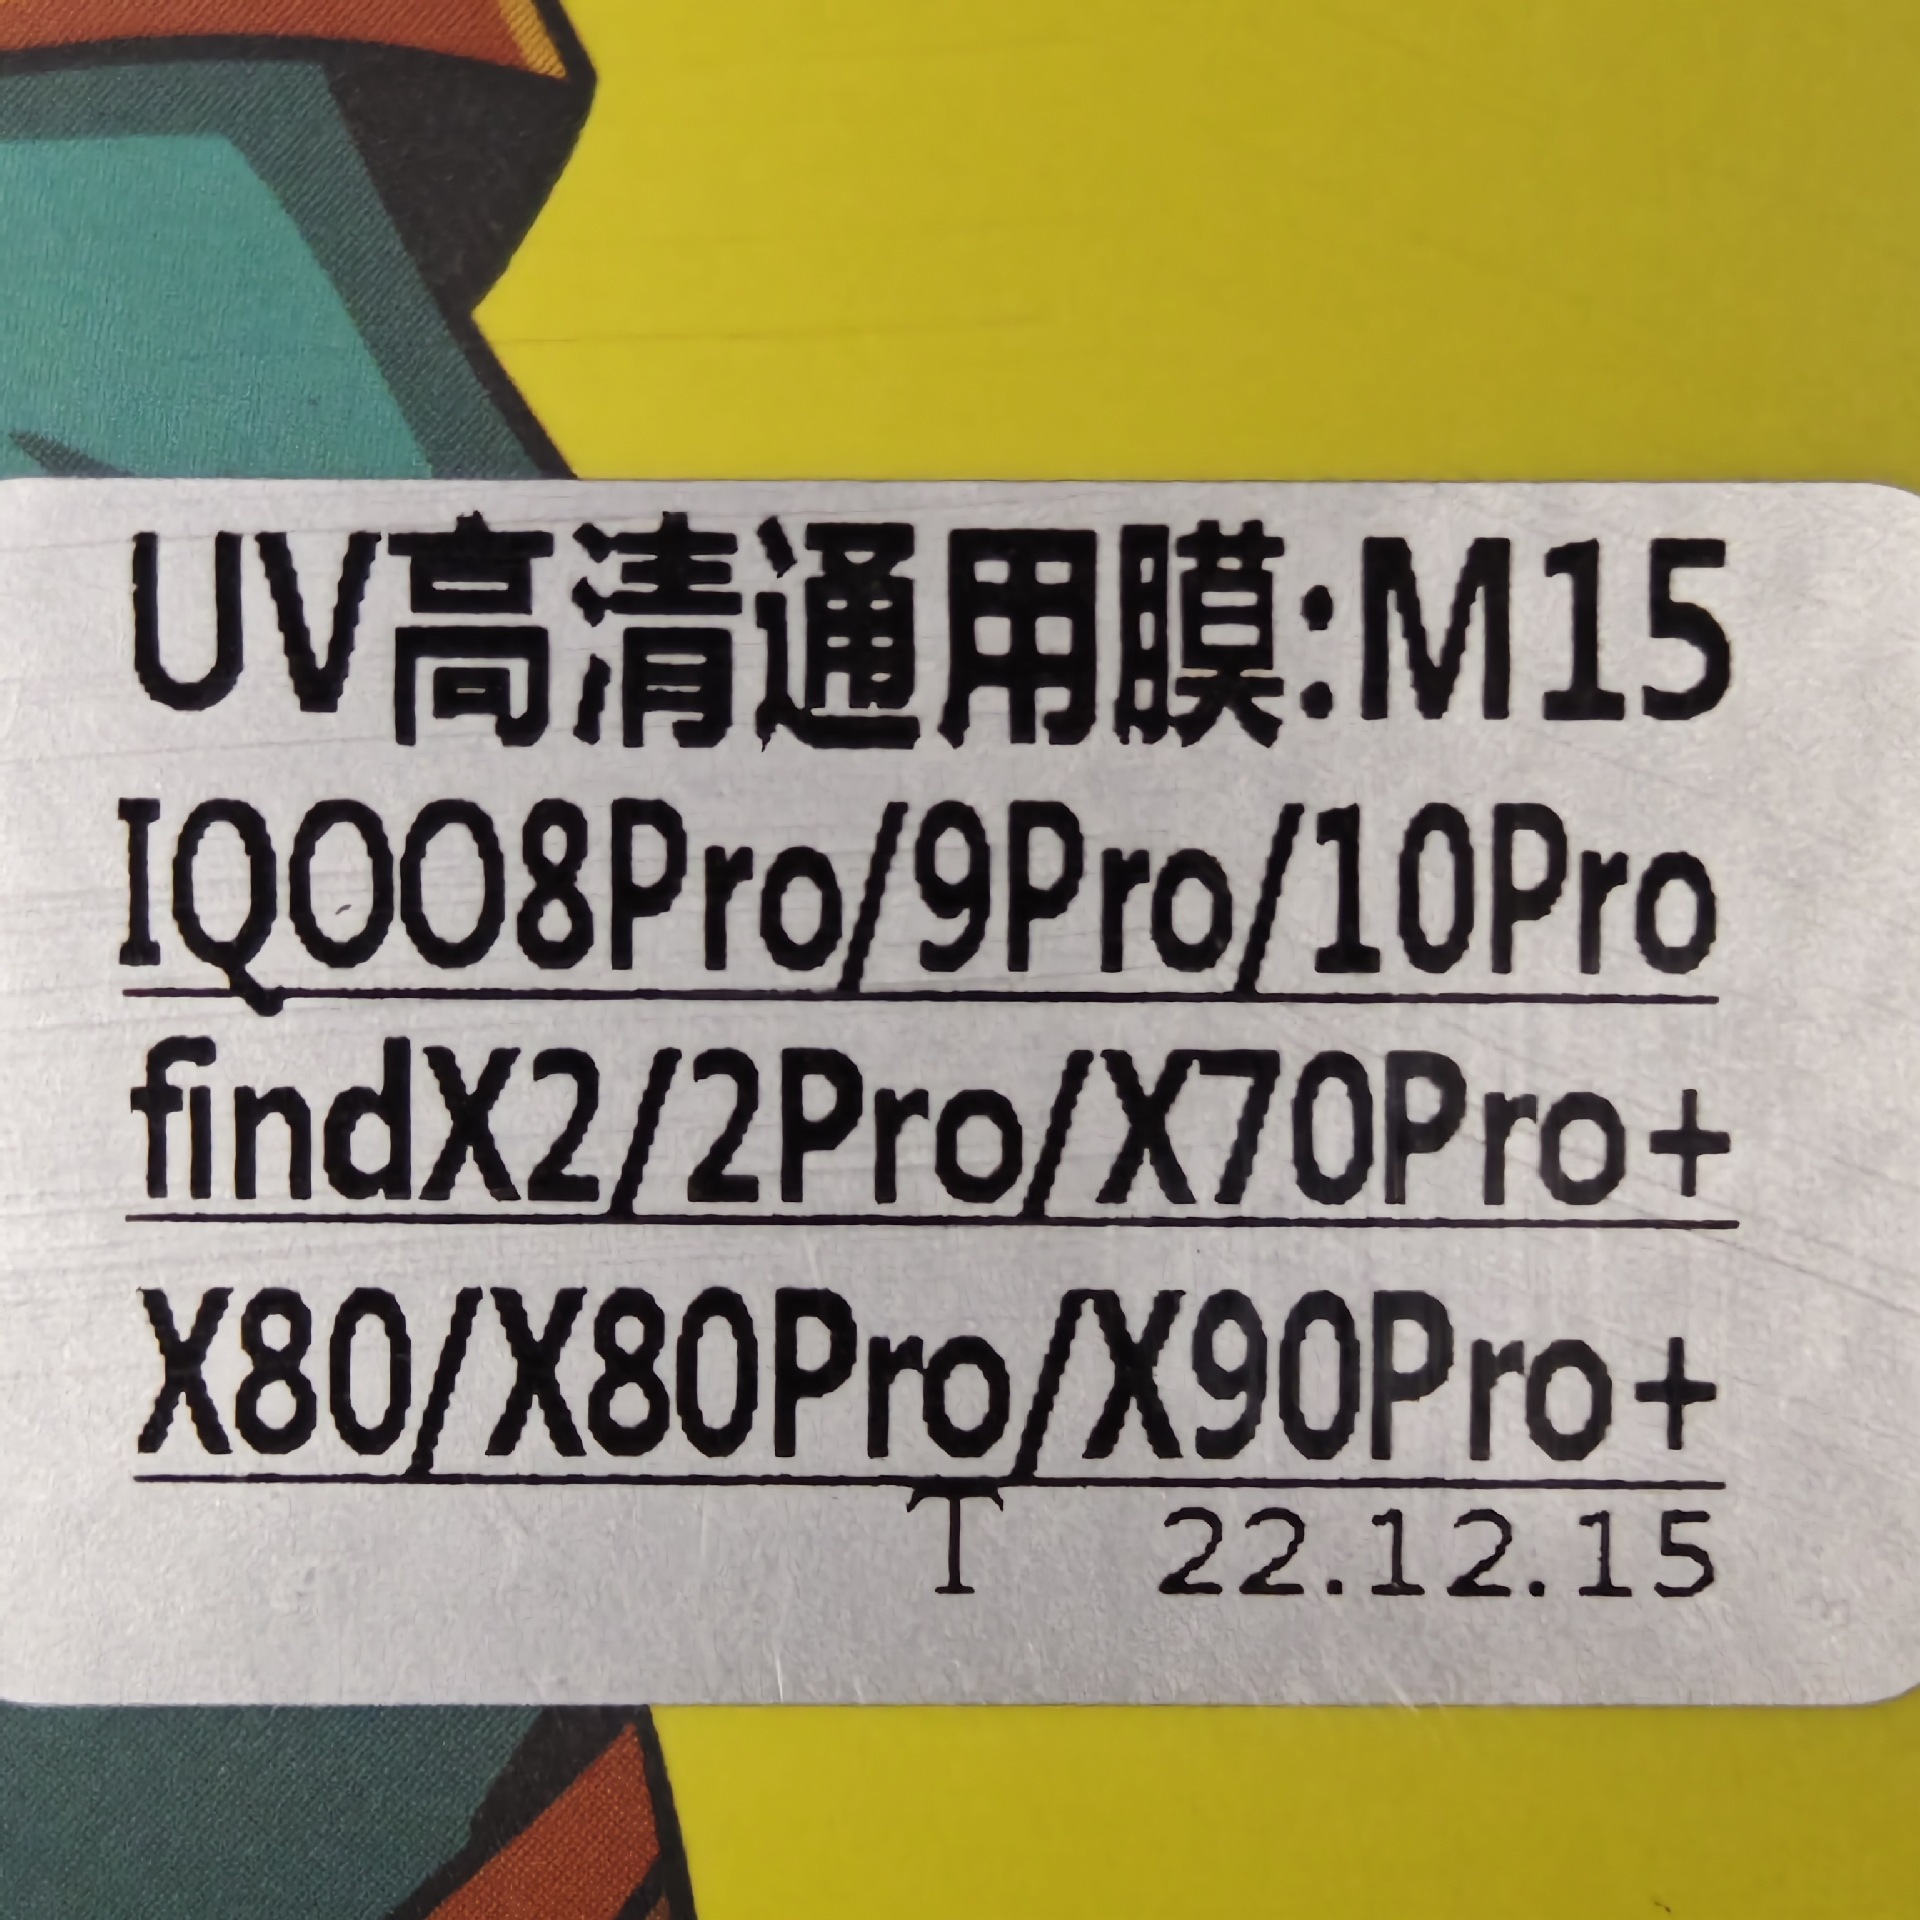 UV高清通用膜:M15
IQOO8Pro/9Pro/10Pro
findX2/2Pro/X70Pro+
X80/X80Pro/X90Pro+
T 22.12.15